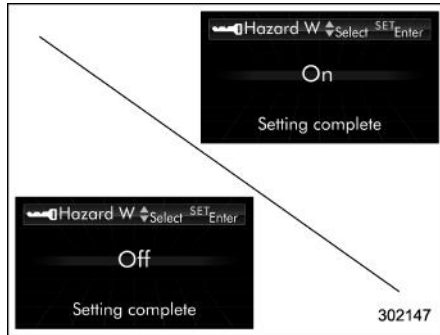 Hazard W Select SET Enter
On
Setting complete
Hazard W Select SET Enter
Off
Setting complete
302147